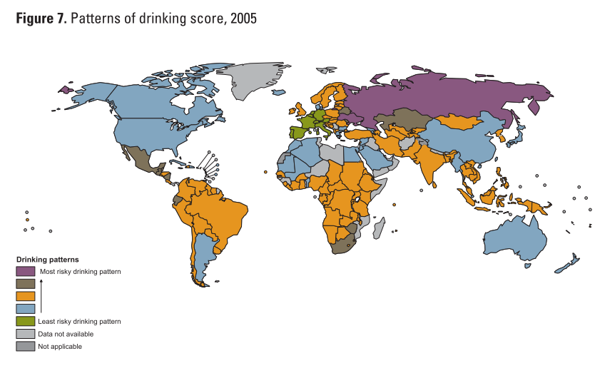 Figure 7. Patterns of drinking score, 2005
Drinking patterns
Most risky drinking pattern
Least risky drinking pattern
Data not available
Not applicable